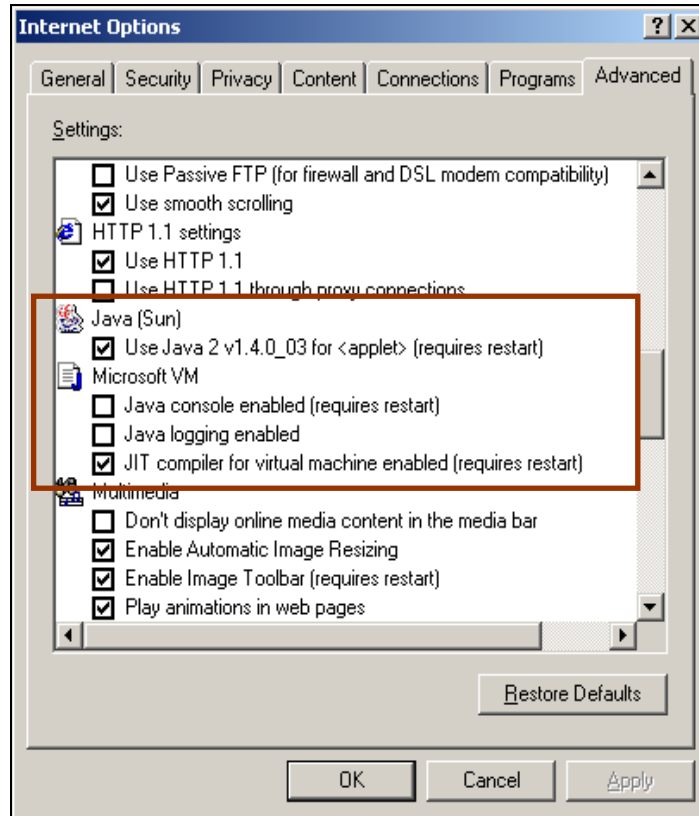 Internet Options
General Security Privacy Content Connections Programs Advanced
Settings:
Use Passive FTP (for firewall and DSL modem compatibility)
Use smooth scrolling
HTTP 1.1 settings
Use HTTP 1.1
Use HTTP 1.1 through proxy connections
Java (Sun)
Use Java 2 v1.4.0_03 for <applet> (requires restart)
Microsoft VM
Java console enabled (requires restart)
Java logging enabled
JIT compiler for virtual machine enabled (requires restart)
Multimedia
Don't display online media content in the media bar
Enable Automatic Image Resizing
Enable Image Toolbar (requires restart)
Play animations in web pages
Restore Defaults
OK Cancel Apply